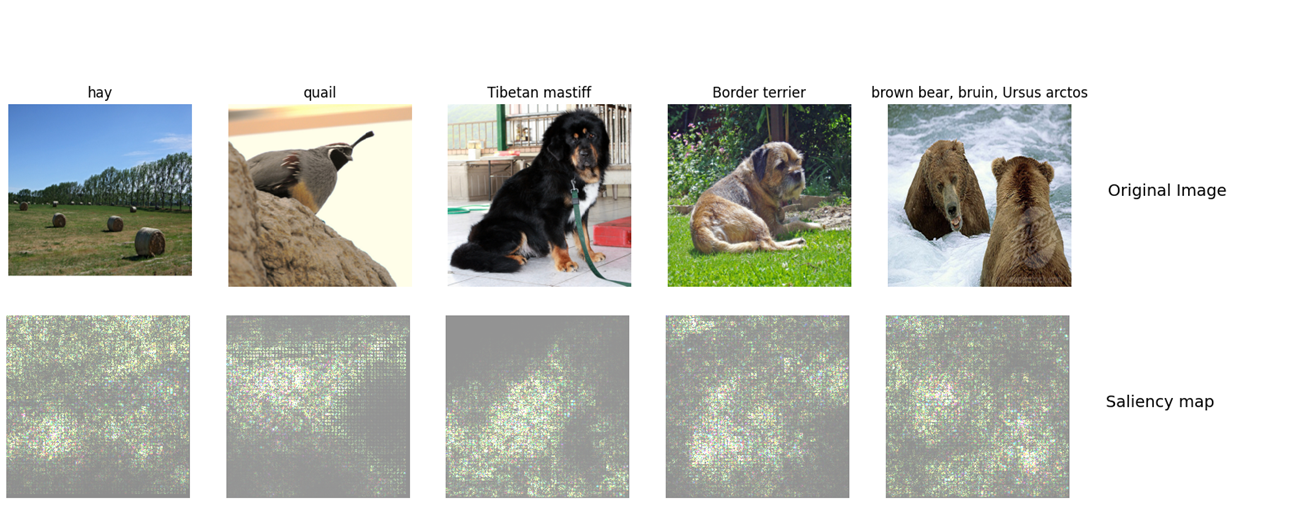 hay
quail
Tibetan mastiff
Border terrier
brown bear, bruin, Ursus arctos
Original Image
Saliency map